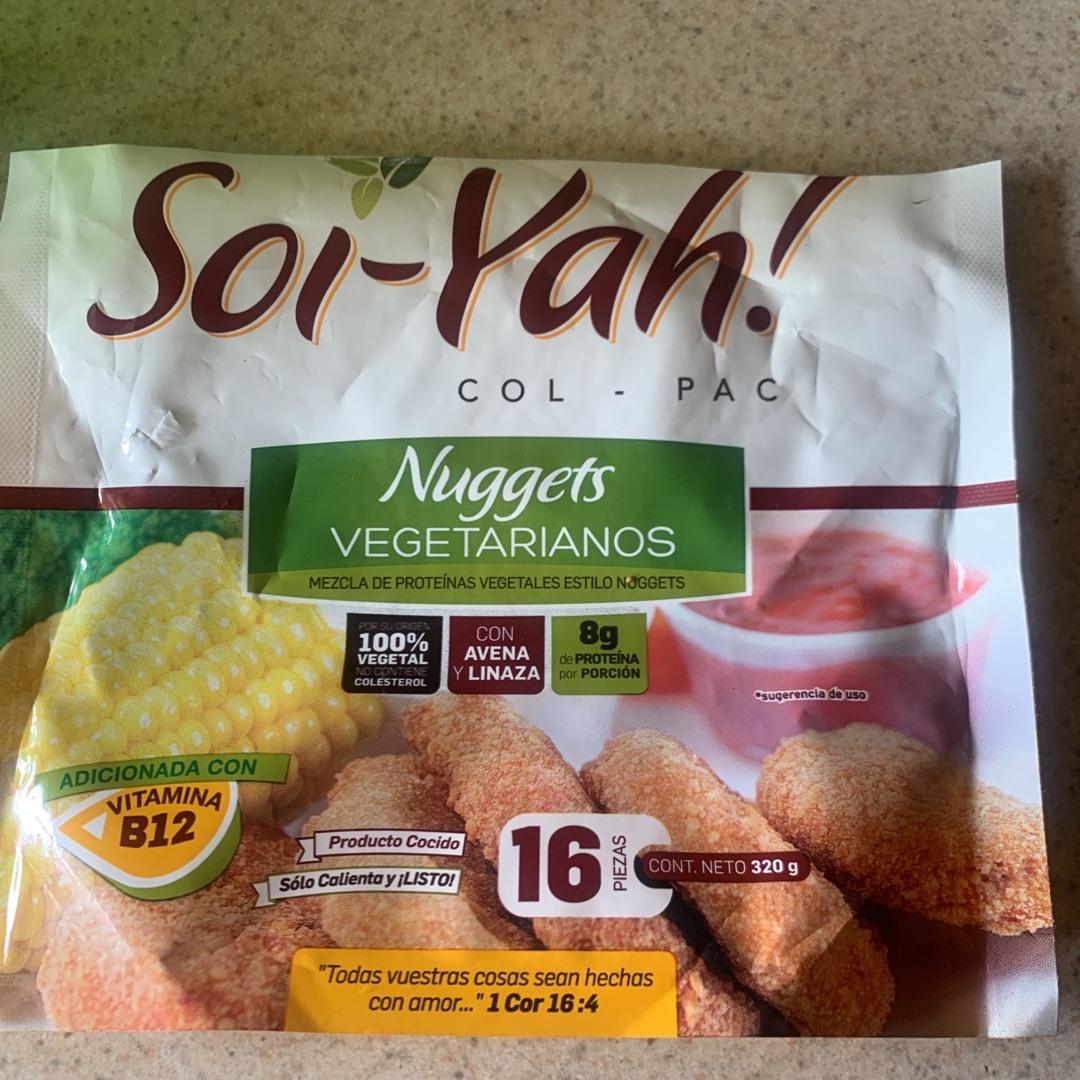 Soi-Yah!
COL - PAC
Nuggets
VEGETARIANOS
MEZCLA DE PROTEÍNAS VEGETALES ESTILO NUGGETS
POR SU ORIGEN
100%
VEGETAL
NO CONTIENE
COLESTEROL
CON
AVENA
Y LINAZA
8g
de PROTEÍNA
por PORCIÓN
*sugerencia de uso
ADICIONADA CON
VITAMINA
B12
Producto Cocido
Sólo Calienta y ¡LISTO!
16
PIEZAS
CONT. NETO 320 g
"Todas vuestras cosas sean hechas
con amor..." 1 Cor 16:4